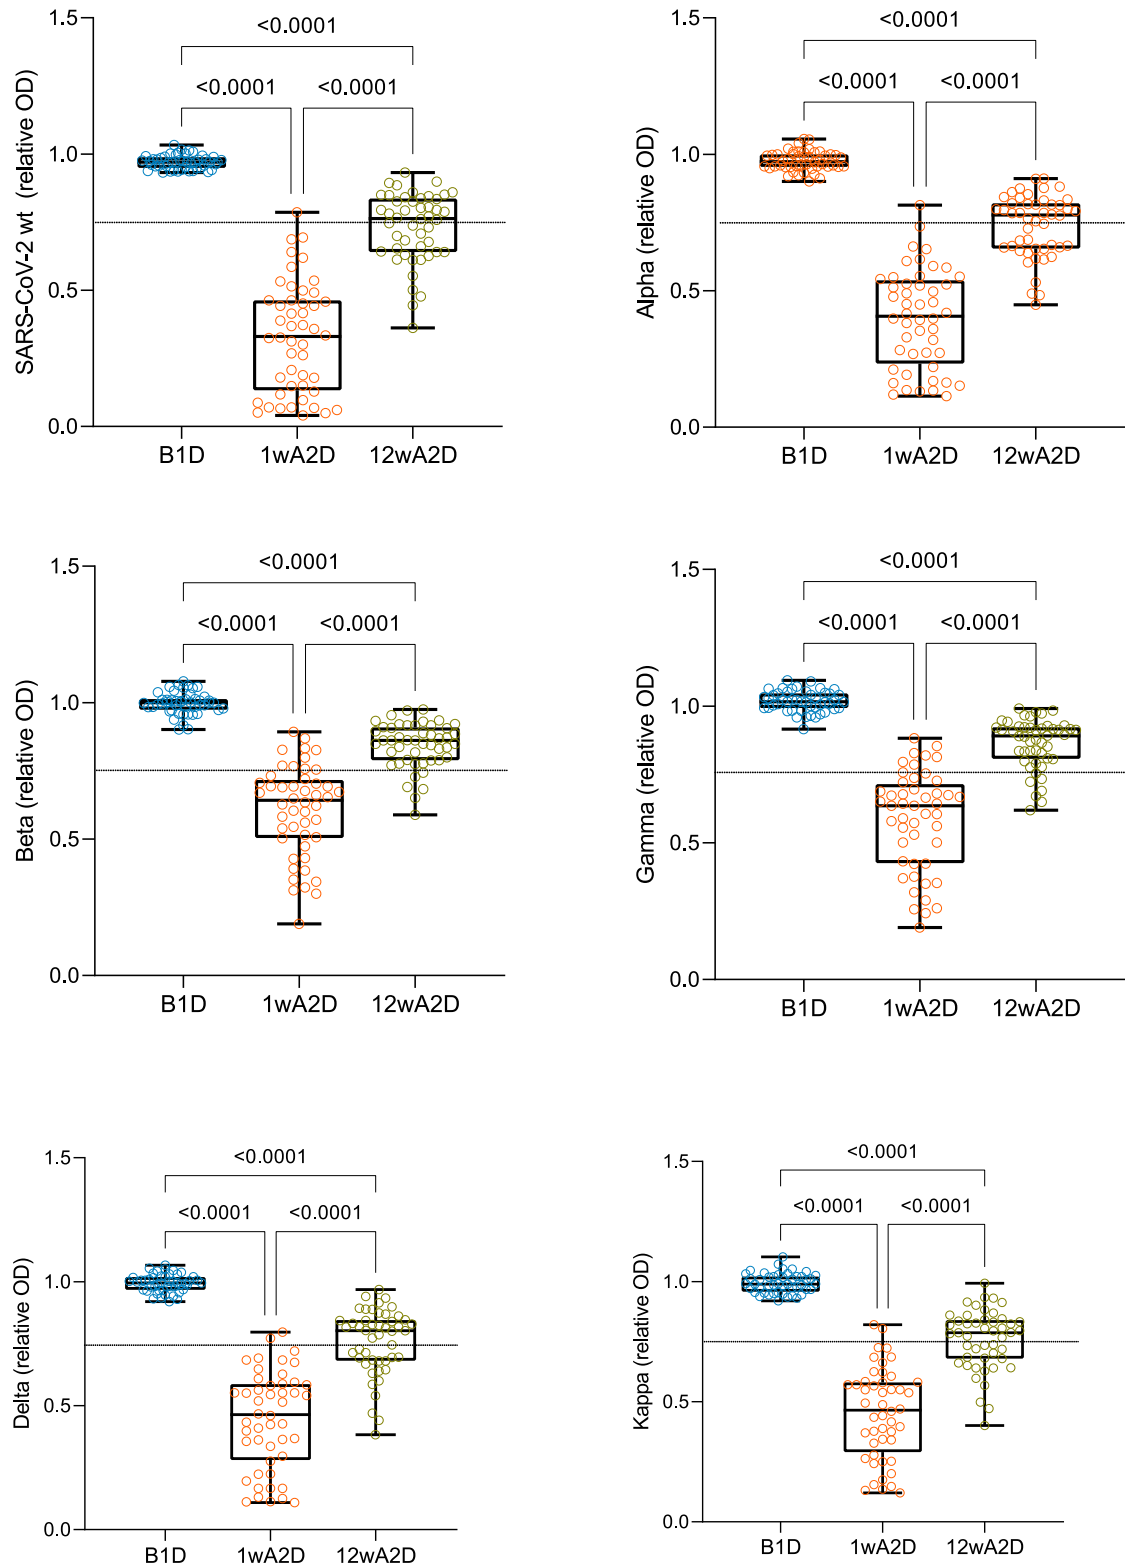 1.5
<0.0001
<0.0001
<0.0001
1.0
0.5
0.0
SARS-CoV-2 wt (relative OD)
B1D
1wA2D
12wA2D
1.5
<0.0001
<0.0001
<0.0001
1.0
0.5
0.0
Alpha (relative OD)
B1D
1wA2D
12wA2D
1.5
<0.0001
<0.0001
<0.0001
1.0
0.5
0.0
Beta (relative OD)
B1D
1wA2D
12wA2D
1.5
<0.0001
<0.0001
<0.0001
1.0
0.5
0.0
Gamma (relative OD)
B1D
1wA2D
12wA2D
1.5
<0.0001
<0.0001
<0.0001
1.0
0.5
0.0
Delta (relative OD)
B1D
1wA2D
12wA2D
1.5
<0.0001
<0.0001
<0.0001
1.0
0.5
0.0
Kappa (relative OD)
B1D
1wA2D
12wA2D